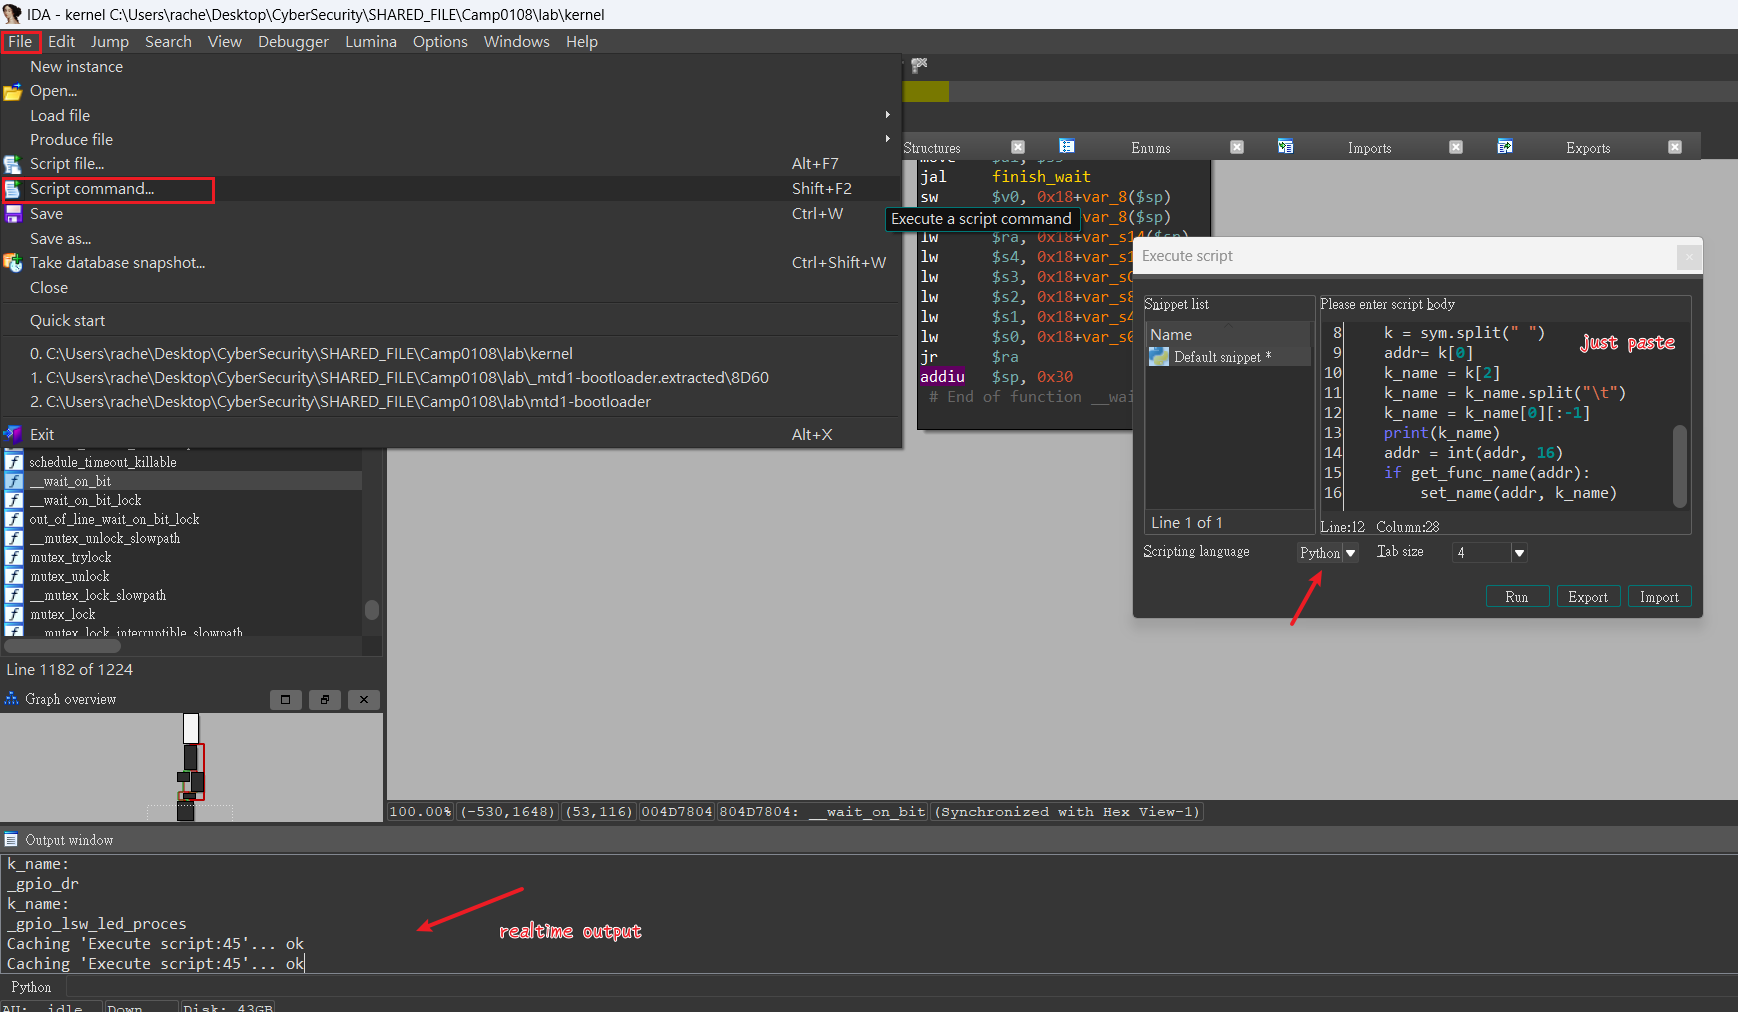 IDA - kernel C:\Users\rache\Desktop\CyberSecurity\SHARED_FILE\Camp0108\lab\kernel
File Edit Jump Search View Debugger Lumina Options Windows Help
New instance
Open...
Load file
Produce file
Script file... Alt+F7
Script command... Shift+F2
Save Ctrl+W
Save as...
Take database snapshot... Ctrl+Shift+W
Close
Quick start
0. C:\Users\rache\Desktop\CyberSecurity\SHARED_FILE\Camp0108\lab\kernel
1. C:\Users\rache\Desktop\CyberSecurity\SHARED_FILE\Camp0108\lab\_mtd1-bootloader.extracted\8D60
2. C:\Users\rache\Desktop\CyberSecurity\SHARED_FILE\Camp0108\lab\mtd1-bootloader
Exit Alt+X
Execute a script command
Structures Enums Imports Exports
jal finish_wait
sw $v0, 0x18+var_8($sp)
var_8($sp)
lw $ra, 0x18+var_s14($sp)
lw $s4, 0x18+var_s1
lw $s3, 0x18+var_s
lw $s2, 0x18+var_s8
lw $s1, 0x18+var_s4
lw $s0, 0x18+var_s
jr $ra
addiu $sp, 0x30
# End of function __wai
Execute script
Snippet list
Name
Default snippet *
Line 1 of 1
Please enter script body
just paste
8 k = sym.split(" ")
9 addr= k[0]
10 k_name = k[2]
11 k_name = k_name.split("\t")
12 k_name = k_name[0][:-1]
13 print(k_name)
14 addr = int(addr, 16)
15 if get_func_name(addr):
16 set_name(addr, k_name)
Line:12 Column:28
Scripting language Python Tab size 4
Run Export Import
schedule_timeout_killable
__wait_on_bit
__wait_on_bit_lock
out_of_line_wait_on_bit_lock
__mutex_unlock_slowpath
mutex_trylock
mutex_unlock
__mutex_lock_slowpath
mutex_lock
__mutex_lock_interruptible_slowpath
Line 1182 of 1224
Graph overview
100.00% (-530,1648) (53,116) 004D7804 804D7804: __wait_on_bit (Synchronized with Hex View-1)
Output window
k_name:
_gpio_dr
k_name:
_gpio_lsw_led_proces
Caching 'Execute script:45'... ok
Caching 'Execute script:45'... ok
realtime output
Python
AU: idle Down Disk: 43GB